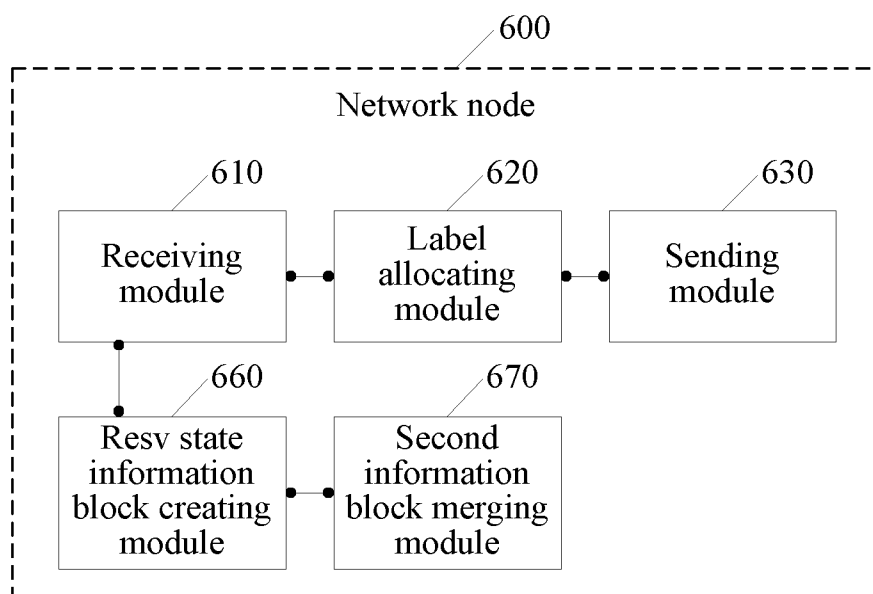 600
Network node
610
620
630
Receiving
module
Label
allocating
module
Sending
module
660
670
Resv state
information
block creating
module
Second
information
block merging
module